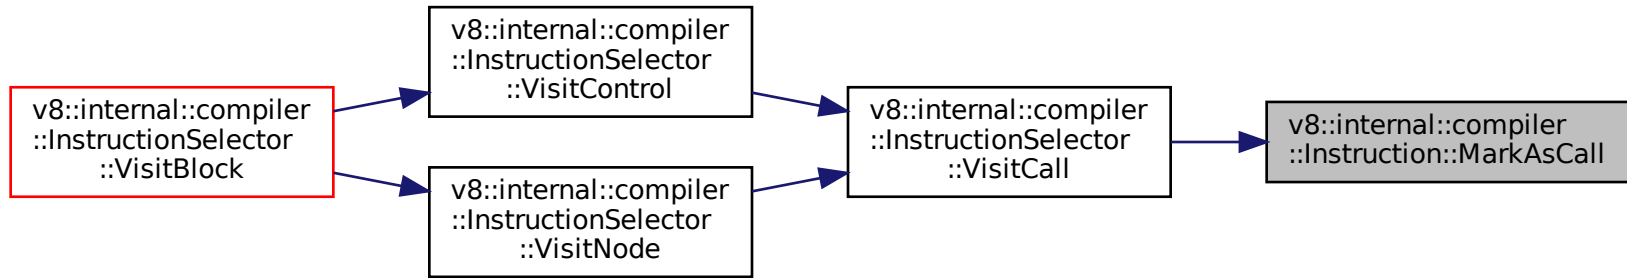 v8::internal::compiler
::InstructionSelector
::VisitBlock
v8::internal::compiler
::InstructionSelector
::VisitControl
v8::internal::compiler
::InstructionSelector
::VisitNode
v8::internal::compiler
::InstructionSelector
::VisitCall
v8::internal::compiler
::Instruction::MarkAsCall